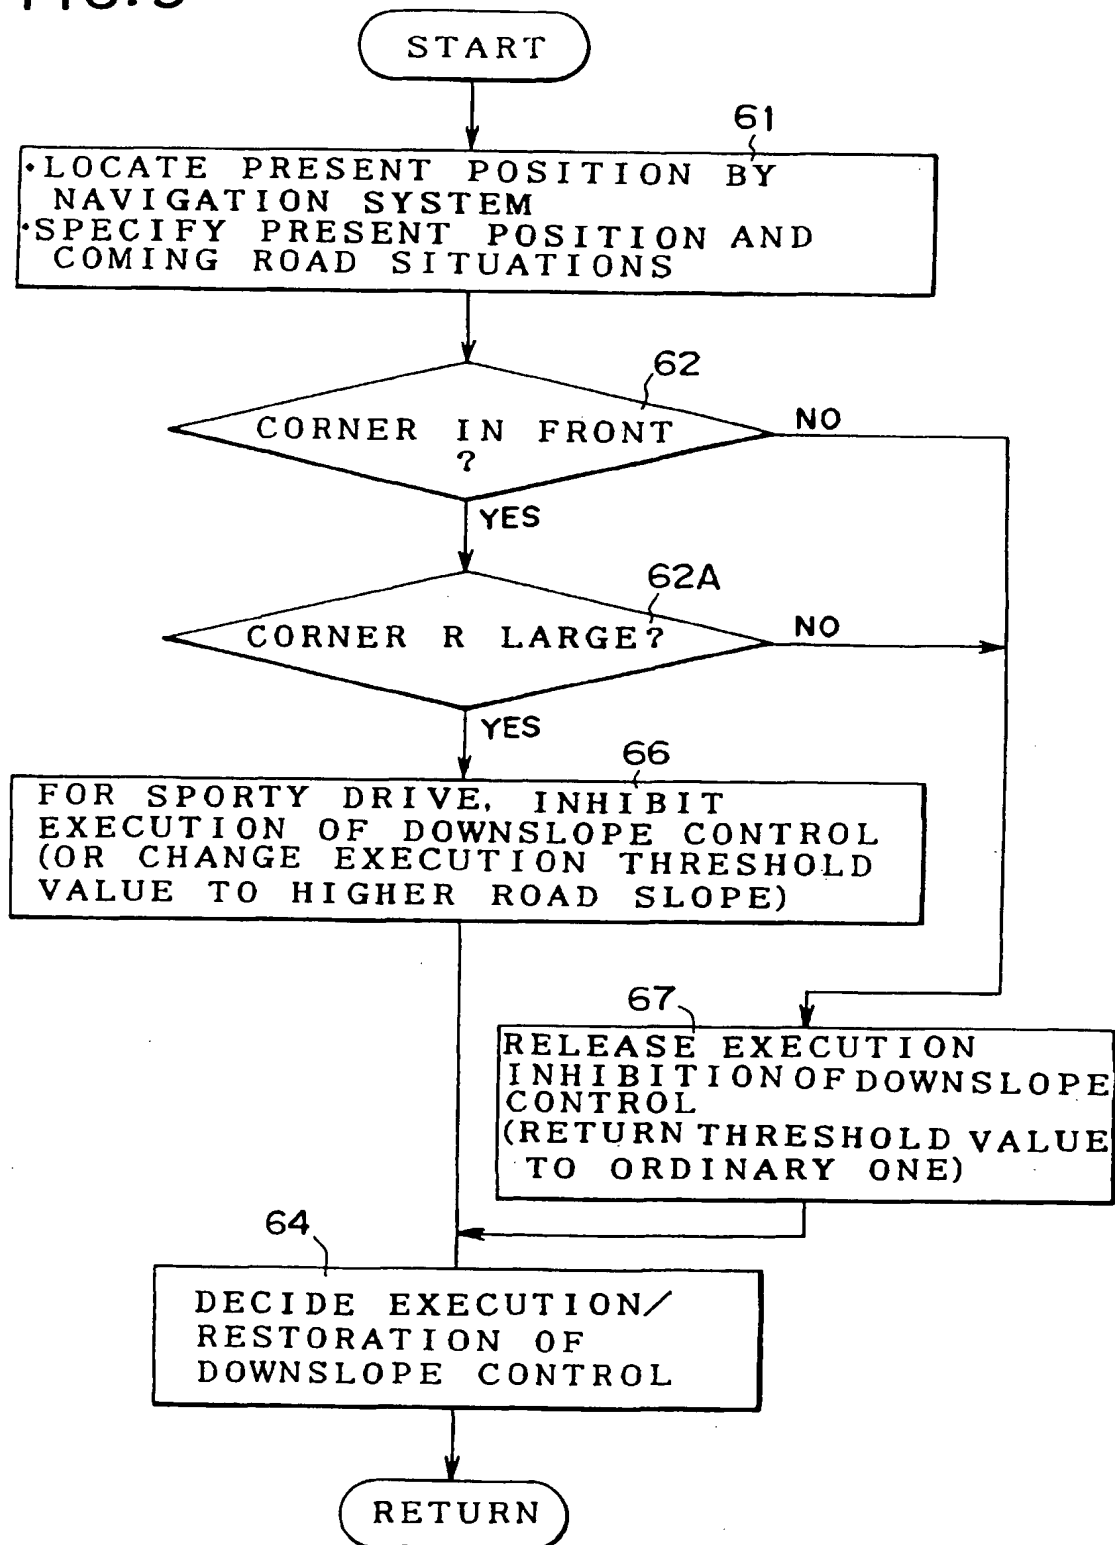 START
61
·LOCATE PRESENT POSITION BY
NAVIGATION SYSTEM
·SPECIFY PRESENT POSITION AND
COMING ROAD SITUATIONS
62
CORNER IN FRONT
?
NO
YES
62A
CORNER R LARGE?
NO
YES
66
FOR SPORTY DRIVE, INHIBIT
EXECUTION OF DOWNSLOPE CONTROL
(OR CHANGE EXECUTION THRESHOLD
VALUE TO HIGHER ROAD SLOPE)
67
RELEASE EXECUTION
INHIBITION OF DOWNSLOPE
CONTROL
(RETURN THRESHOLD VALUE
TO ORDINARY ONE)
64
DECIDE EXECUTION/
RESTORATION OF
DOWNSLOPE CONTROL
RETURN